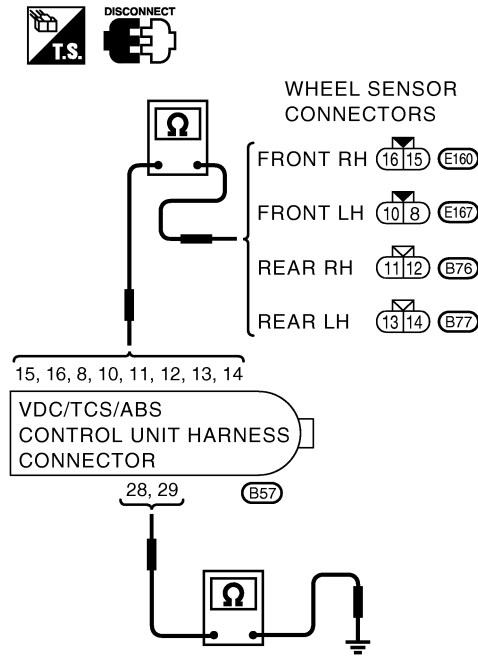 DISCONNECT
T.S.
WHEEL SENSOR
CONNECTORS
Ω
FRONT RH 16 15 E160
FRONT LH 10 8 E167
REAR RH 11 12 B76
REAR LH 13 14 B77
15, 16, 8, 10, 11, 12, 13, 14
VDC/TCS/ABS
CONTROL UNIT HARNESS
CONNECTOR
28, 29 B57
Ω